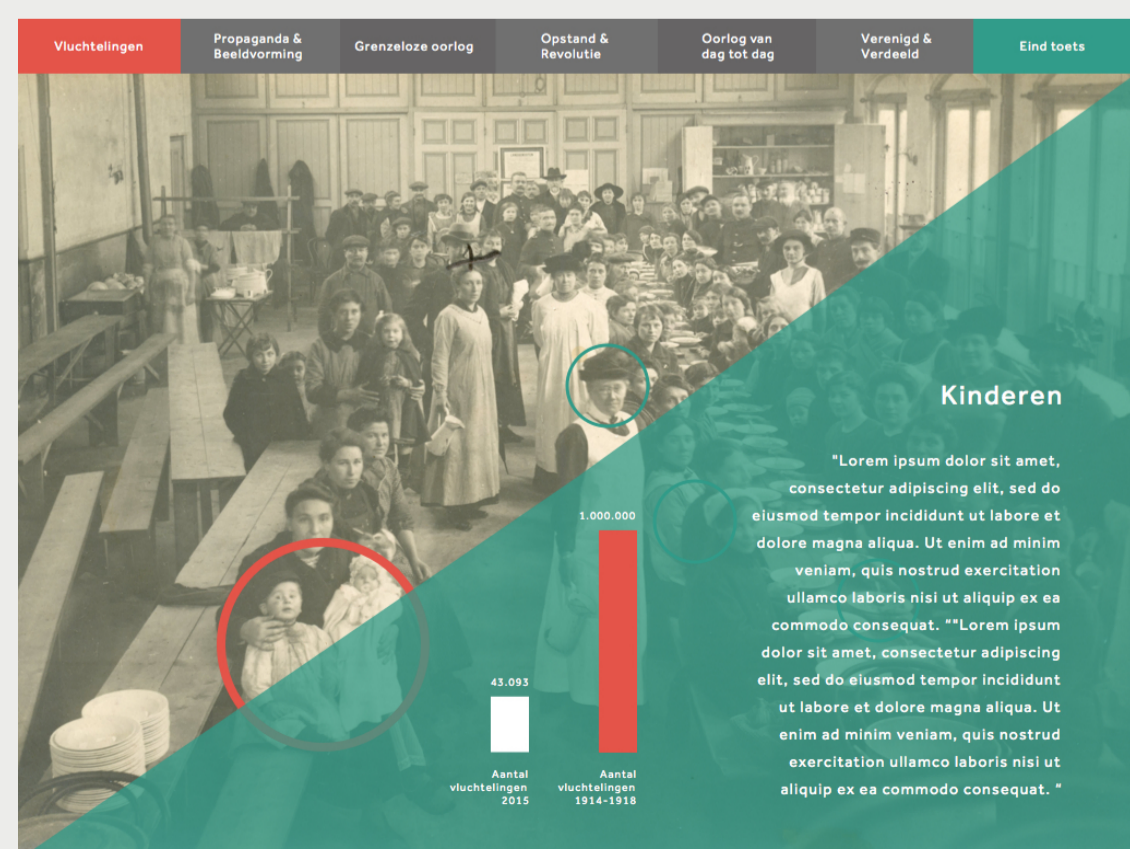 Vluchtelingen
Propaganda &
Beeldvorming
Grenzeloze oorlog
Opstand &
Revolutie
Oorlog van
dag tot dag
Verenigd &
Verdeeld
Eind toets
Kinderen
"Lorem ipsum dolor sit amet,
consectetur adipiscing elit, sed do
eiusmod tempor incididunt ut labore et
dolore magna aliqua. Ut enim ad minim
veniam, quis nostrud exercitation
ullamco laboris nisi ut aliquip ex ea
commodo consequat. ""Lorem ipsum
dolor sit amet, consectetur adipiscing
elit, sed do eiusmod tempor incididunt
ut labore et dolore magna aliqua. Ut
enim ad minim veniam, quis nostrud
exercitation ullamco laboris nisi ut
aliquip ex ea commodo consequat. "
43.093
Aantal
vluchtelingen
2015
1.000.000
Aantal
vluchtelingen
1914-1918